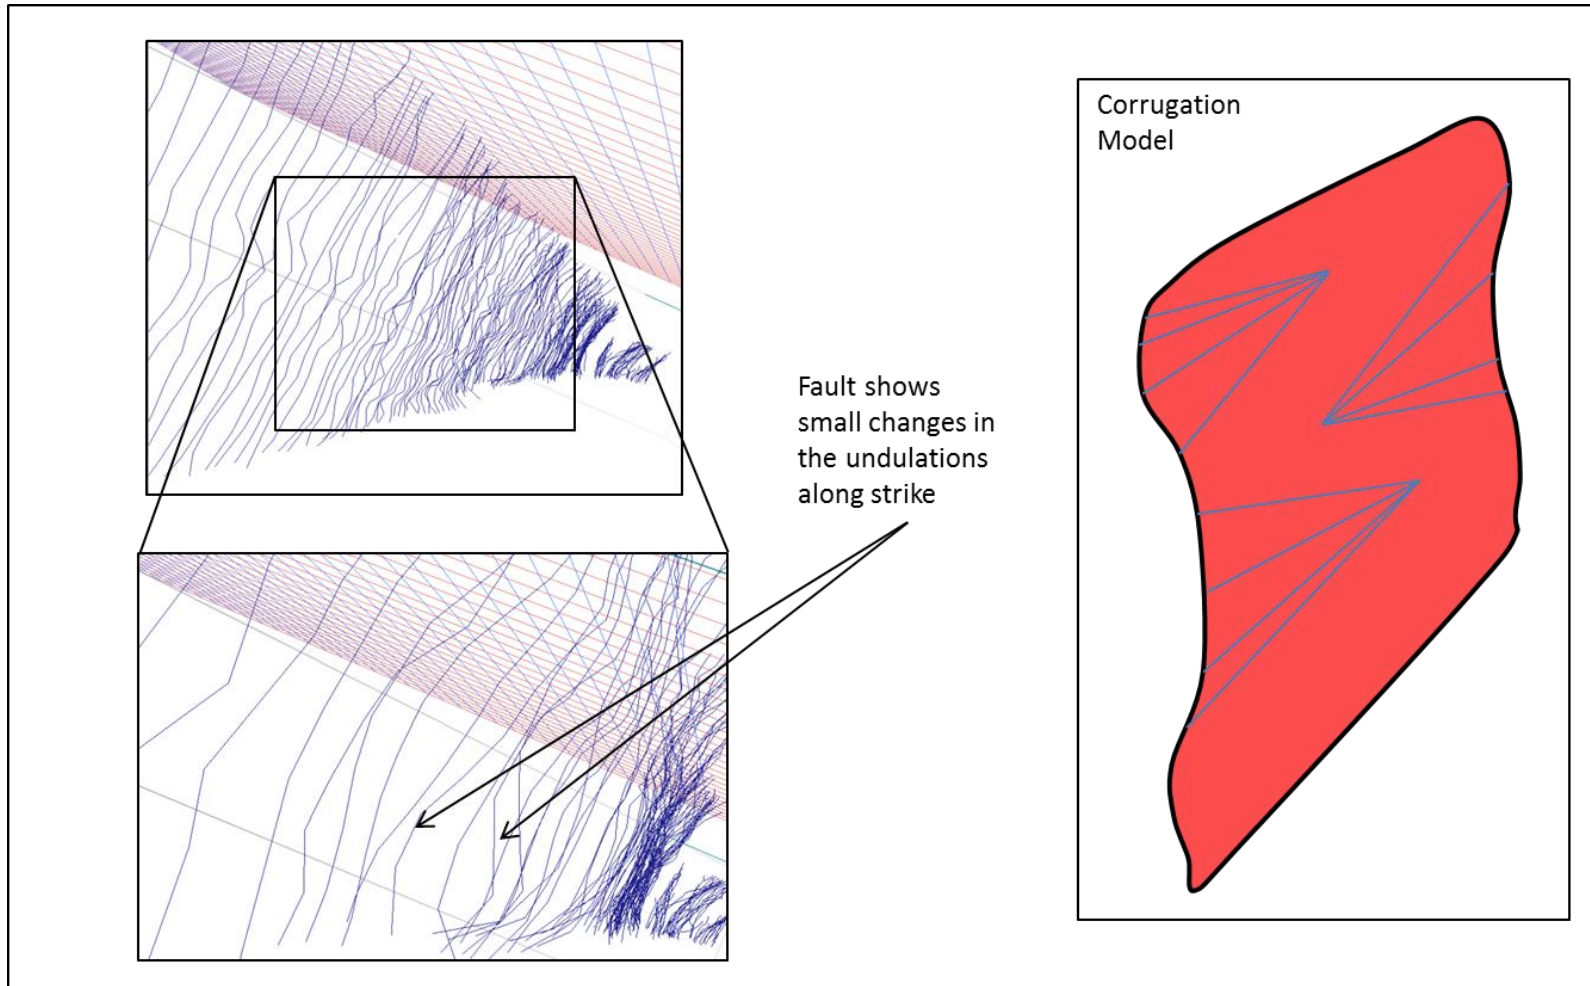 Corrugation
Model
Fault shows
small changes in
the undulations
along strike